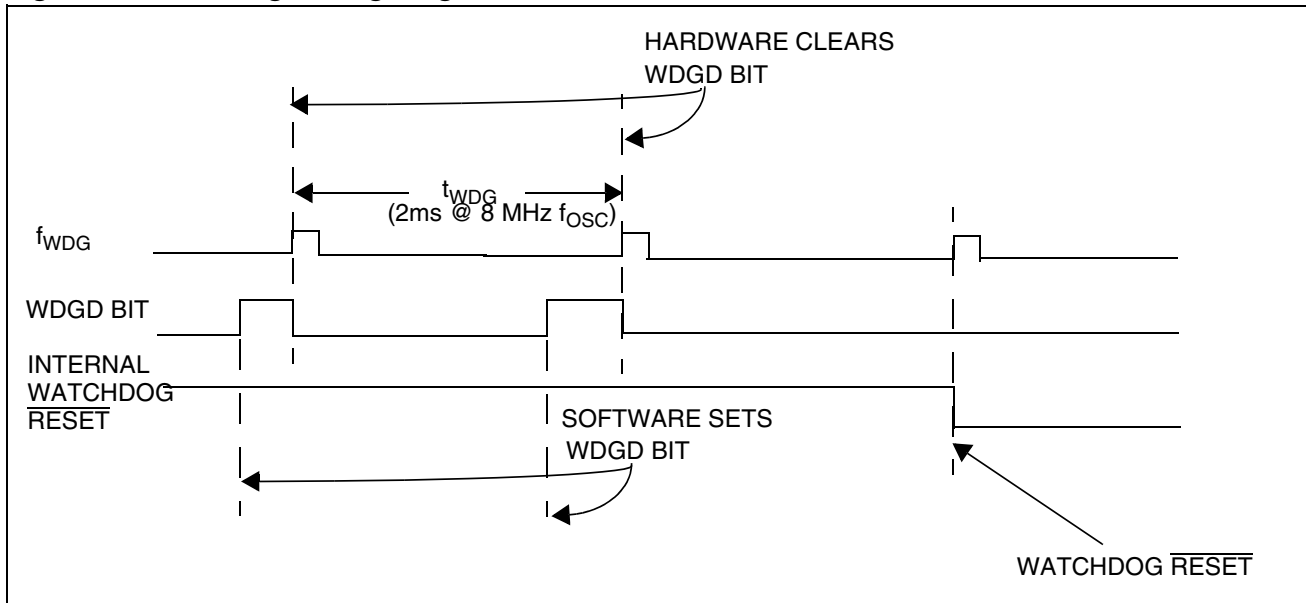 HARDWARE CLEARS
WDGD BIT
tWDG
(2ms @ 8 MHz fOSC)
fWDG
WDGD BIT
INTERNAL
WATCHDOG
RESET
SOFTWARE SETS
WDGD BIT
WATCHDOG RESET